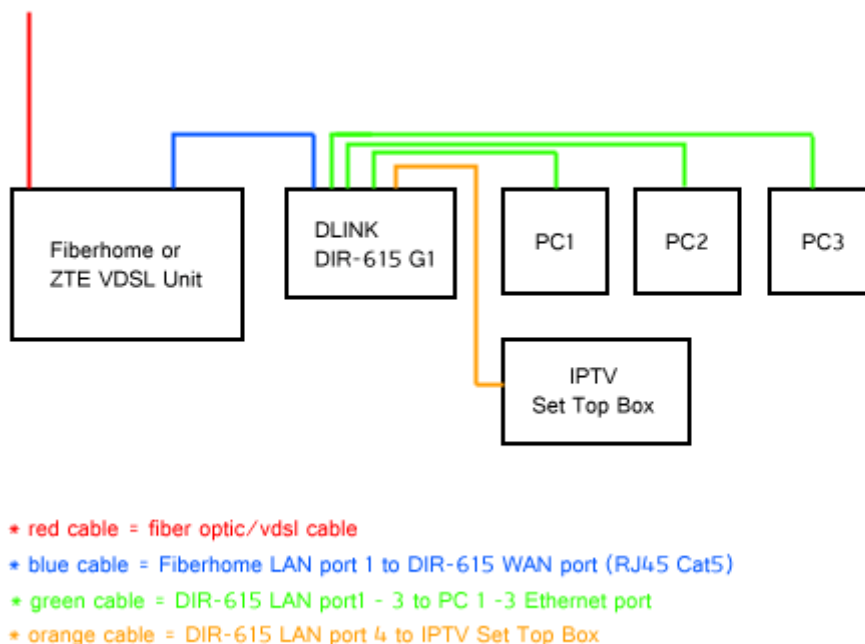 Fiberhome or
ZTE VDSL Unit
DLINK
DIR-615 G1
PC1
PC2
PC3
IPTV
Set Top Box
* red cable = fiber optic/vdsl cable
* blue cable = Fiberhome LAN port 1 to DIR-615 WAN port (RJ45 Cat5)
* green cable = DIR-615 LAN port1 - 3 to PC 1 -3 Ethernet port
* orange cable = DIR-615 LAN port 4 to IPTV Set Top Box